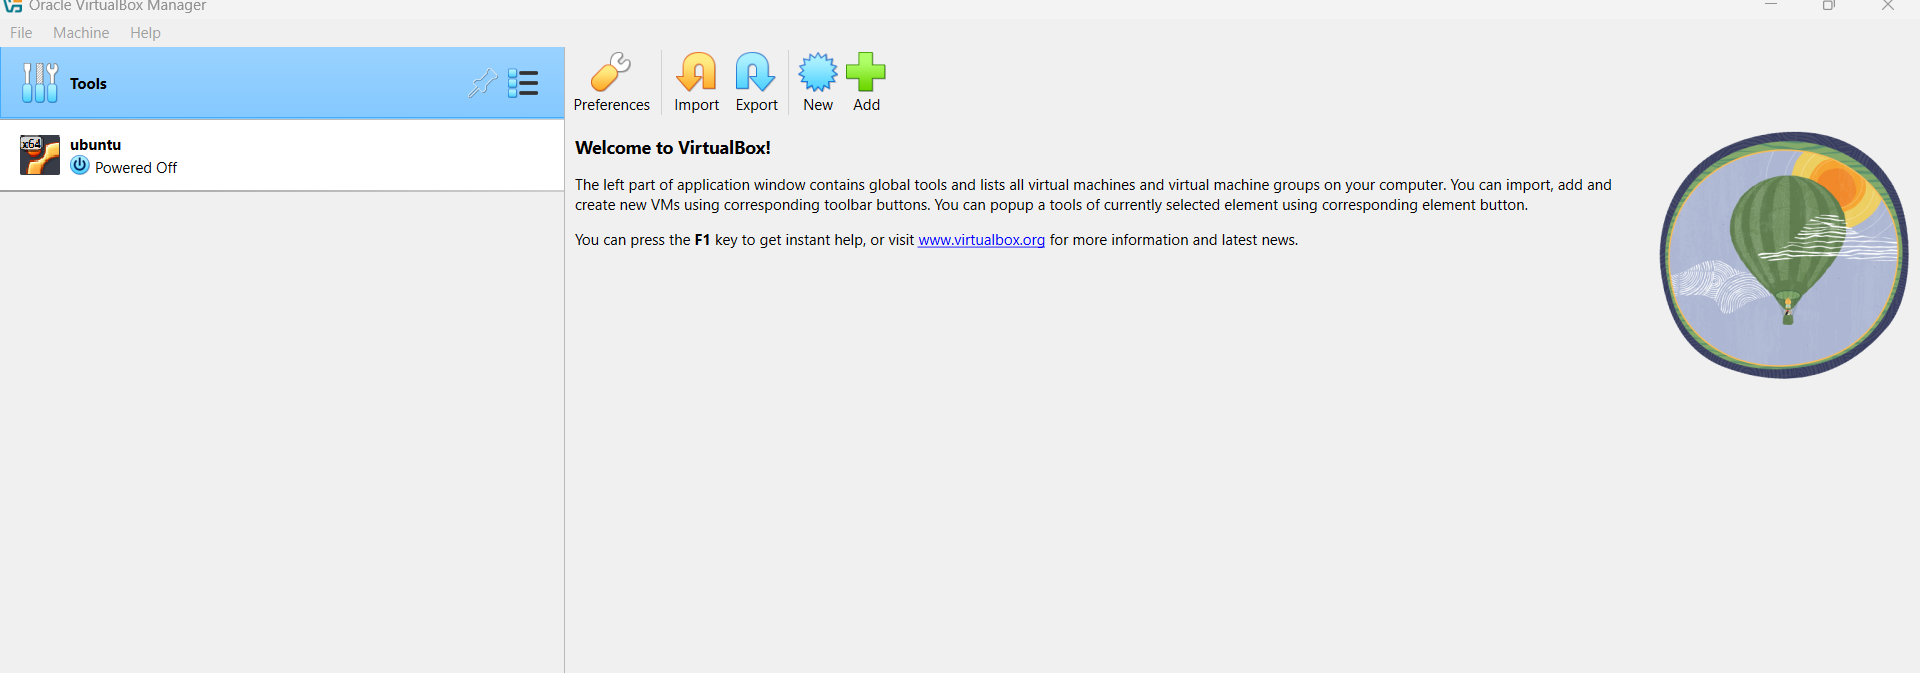 Oracle VirtualBox Manager
File Machine Help
Tools
x64
ubuntu
Powered Off
Preferences Import Export New Add
Welcome to VirtualBox!
The left part of application window contains global tools and lists all virtual machines and virtual machine groups on your computer. You can import, add and
create new VMs using corresponding toolbar buttons. You can popup a tools of currently selected element using corresponding element button.
You can press the F1 key to get instant help, or visit www.virtualbox.org for more information and latest news.